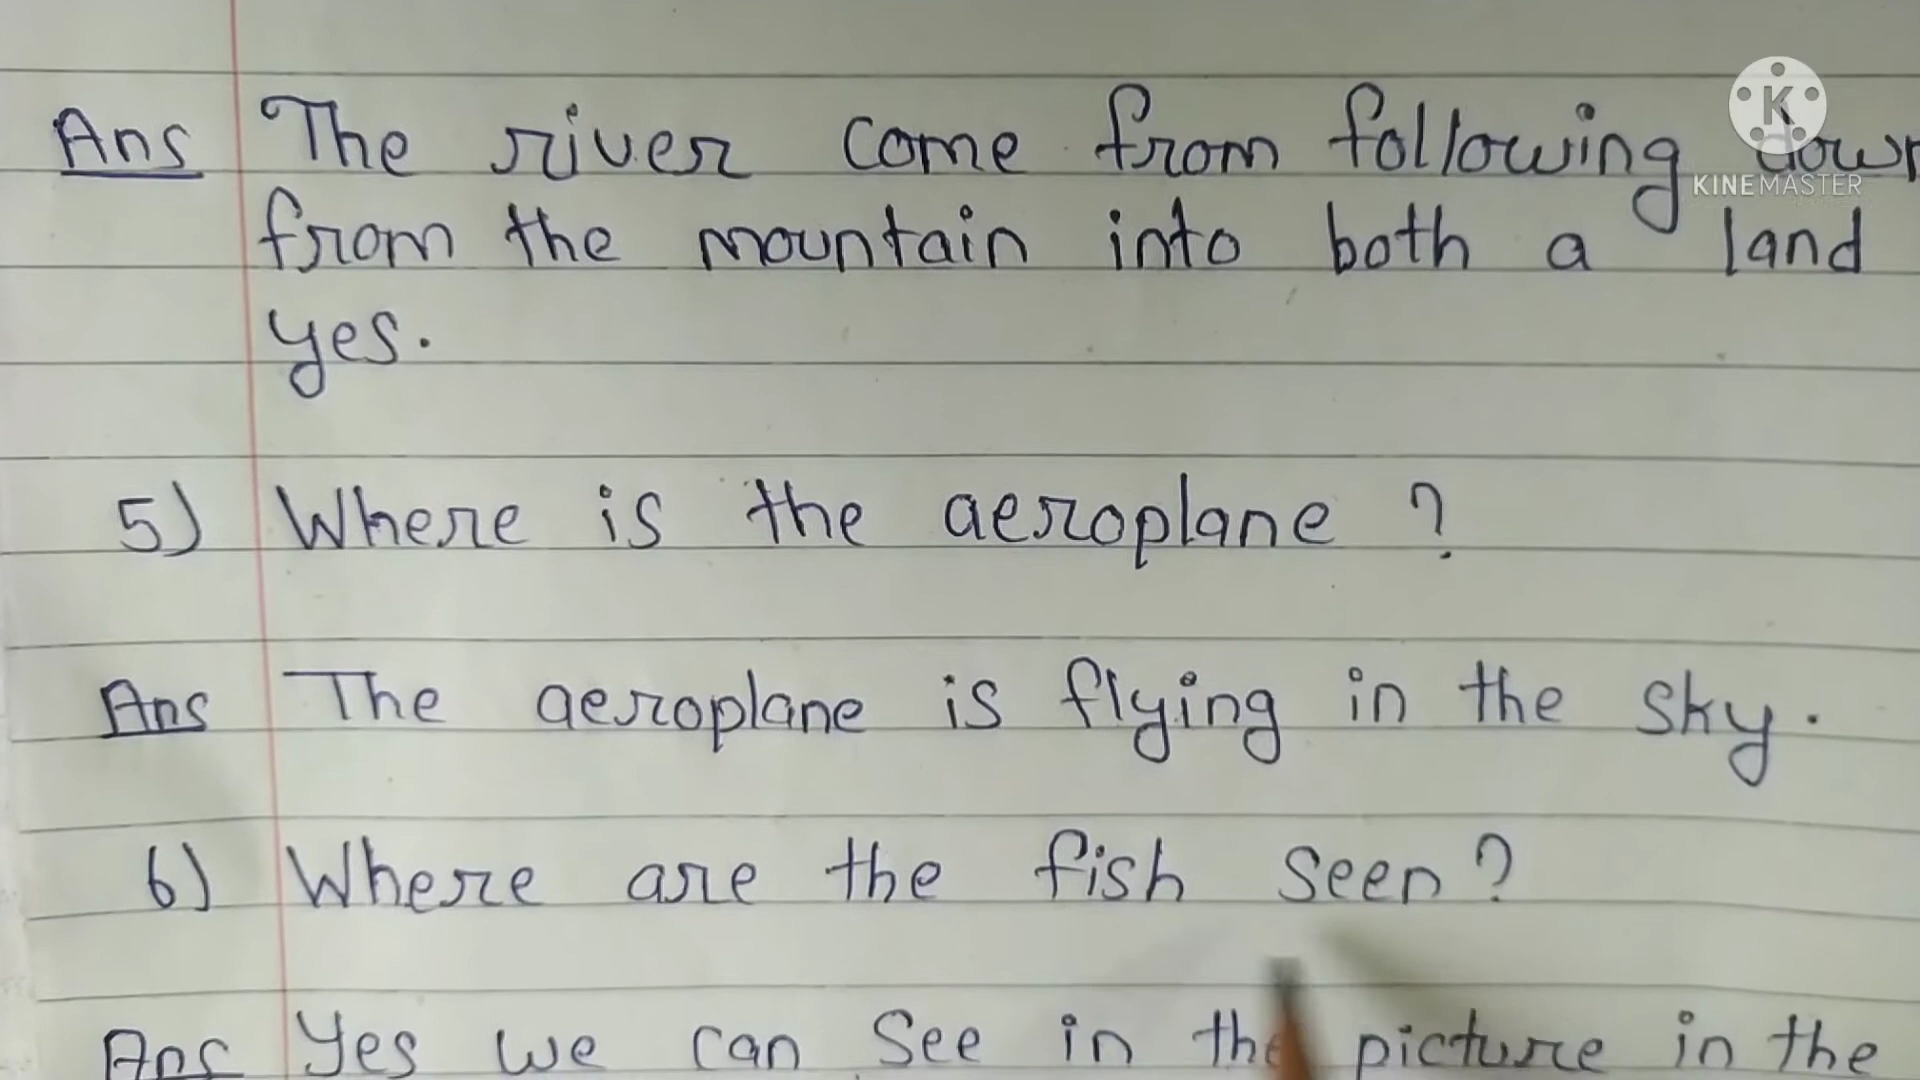 Ans The river come from following down
from the mountain into both a land
yes.
5) Where is the aeroplane ?
Ans The aeroplane is flying in the sky.
6) Where are the fish seen?
Ans Yes we can see in the picture in the
KINEMASTER